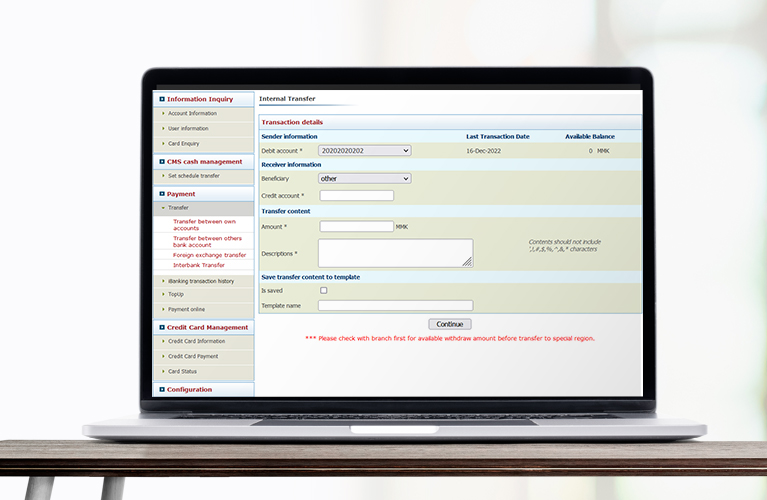 Information Inquiry
Account Information
User information
Card Enquiry
CMS cash management
Set schedule transfer
Payment
Transfer
Transfer between own
accounts
Transfer between others
bank account
Foreign exchange transfer
Interbank Transfer
iBanking transaction history
TopUp
Payment online
Credit Card Management
Credit Card Information
Credit Card Payment
Card Status
Configuration
Internal Transfer
Transaction details
Sender information Last Transaction Date Available Balance
Debit account * 20202020202 16-Dec-2022 0 MMK
Receiver information
Beneficiary other
Credit account *
Transfer content
Amount * MMK
Descriptions *
Contents should not include
',!,#,$,%,^,&,* characters
Save transfer content to template
Is saved
Template name
Continue
*** Please check with branch first for available withdraw amount before transfer to special region.